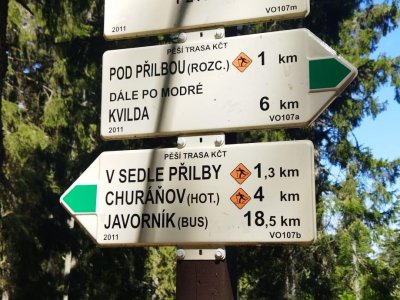 2011 VO107m
PĚŠÍ TRASA KČT
POD PŘILBOU (ROZC.) 1 km
DÁLE PO MODRÉ
KVILDA 6 km
2011 VO107a
PĚŠÍ TRASA KČT
V SEDLE PŘILBY 1,3 km
CHURÁŇOV (HOT.) 4 km
JAVORNÍK (BUS) 18,5 km
2011 VO107b